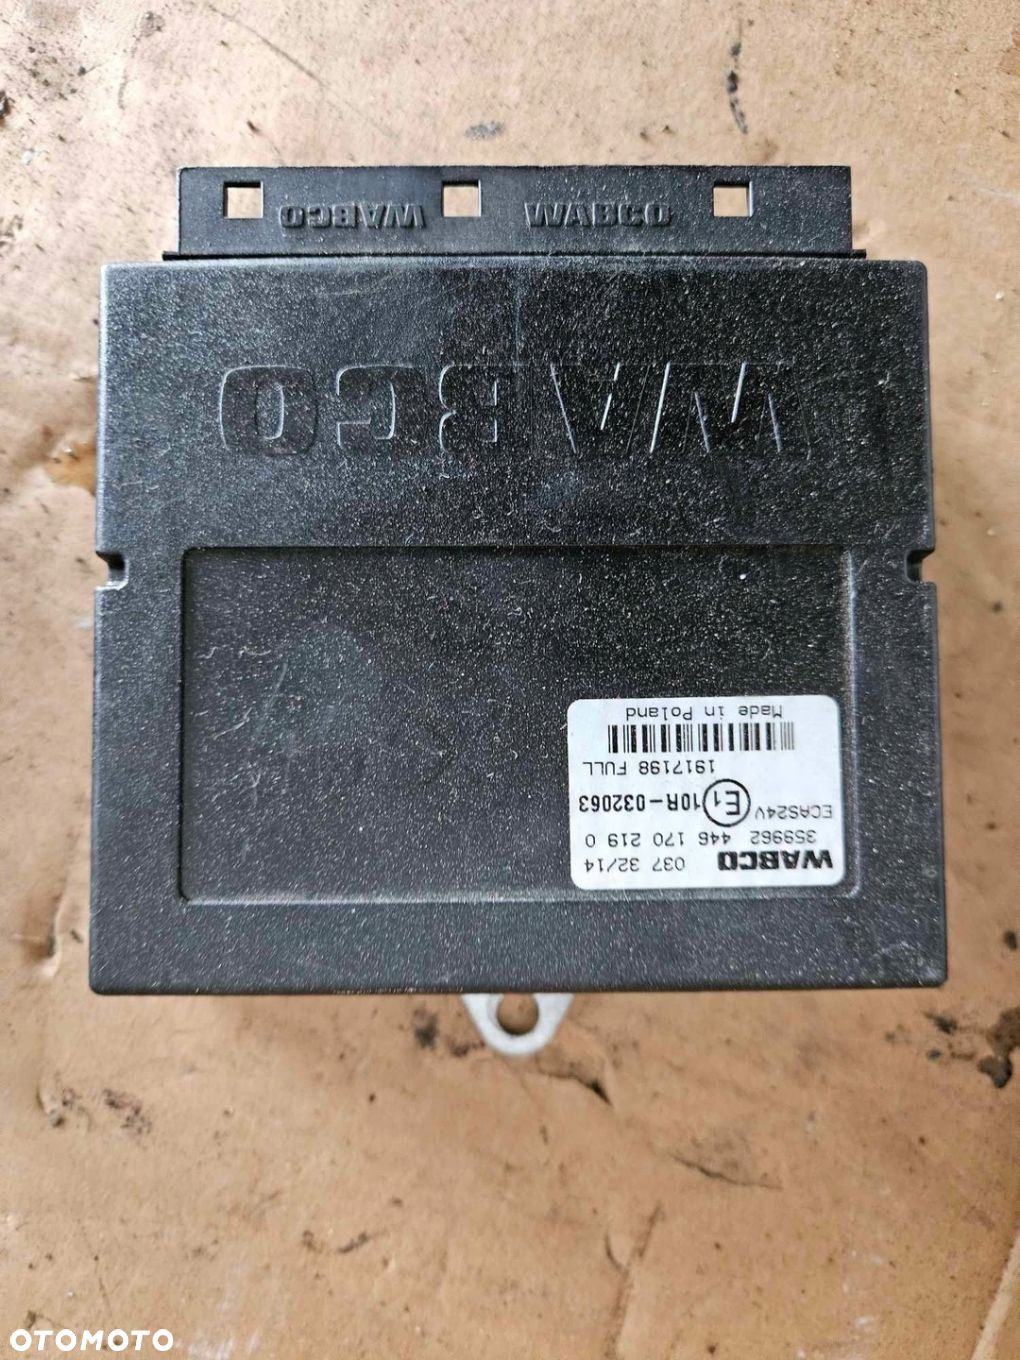 WABCO WABCO
WABCO
WABCO 037 32/14
359962 446 170 219 0
ECAS24V
E1 10R-032063
1917198 FULL
Made in Poland
OTOMOTO